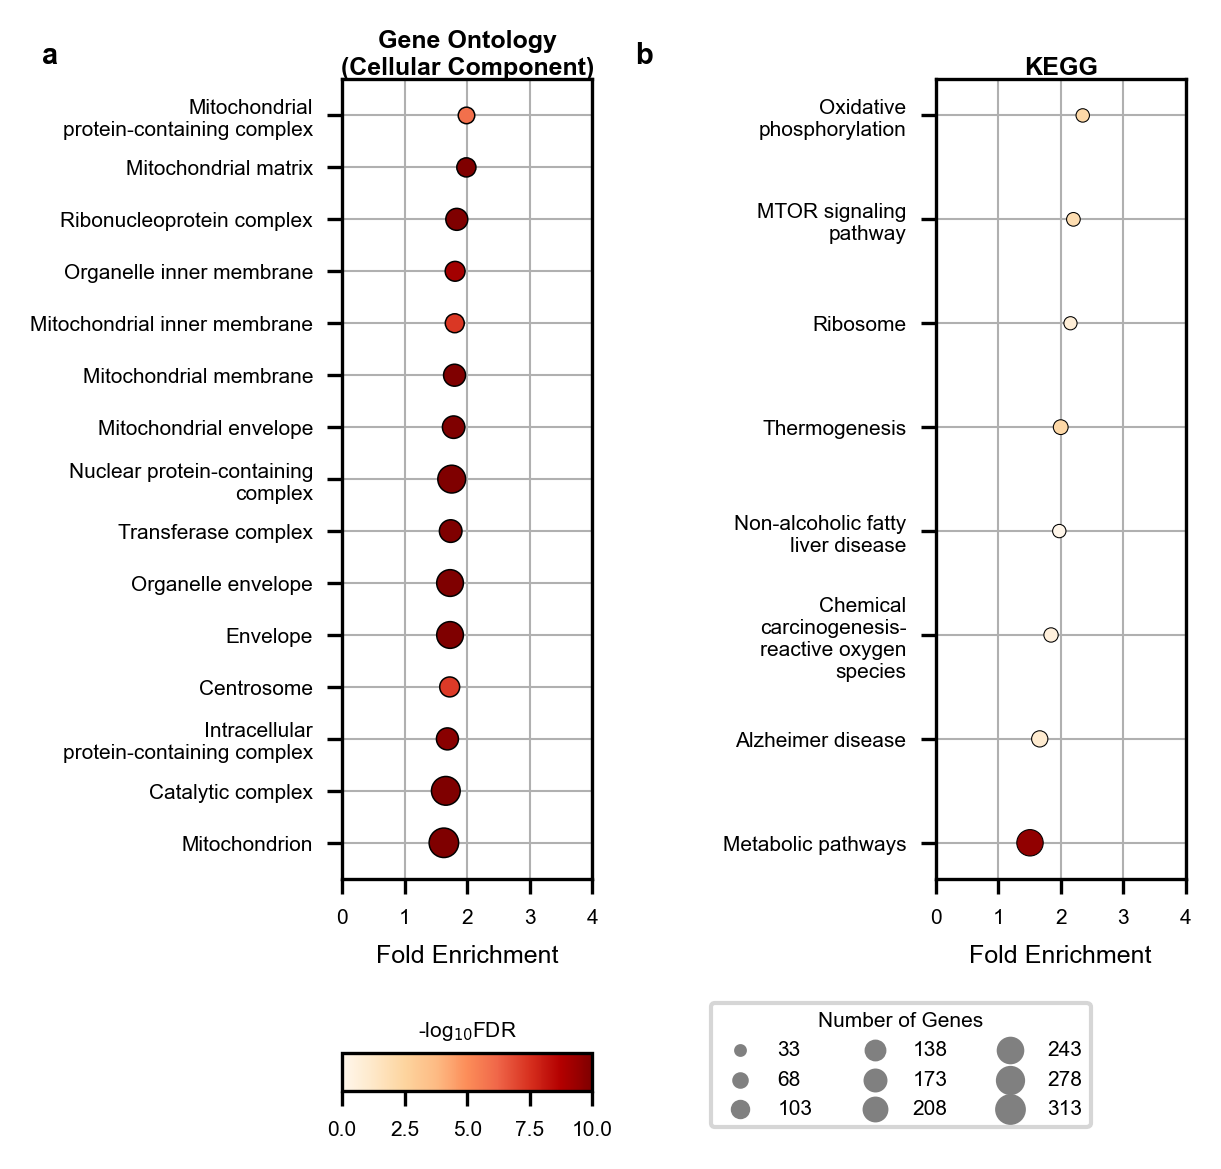 a
Gene Ontology
(Cellular Component)
Mitochondrial
protein-containing complex
Mitochondrial matrix
Ribonucleoprotein complex
Organelle inner membrane
Mitochondrial inner membrane
Mitochondrial membrane
Mitochondrial envelope
Nuclear protein-containing
complex
Transferase complex
Organelle envelope
Envelope
Centrosome
Intracellular
protein-containing complex
Catalytic complex
Mitochondrion
0 1 2 3 4
Fold Enrichment
b
KEGG
Oxidative
phosphorylation
MTOR signaling
pathway
Ribosome
Thermogenesis
Non-alcoholic fatty
liver disease
Chemical
carcinogenesis-
reactive oxygen
species
Alzheimer disease
Metabolic pathways
0 1 2 3 4
Fold Enrichment
-log₁₀FDR
0.0 2.5 5.0 7.5 10.0
Number of Genes
33 138 243
68 173 278
103 208 313